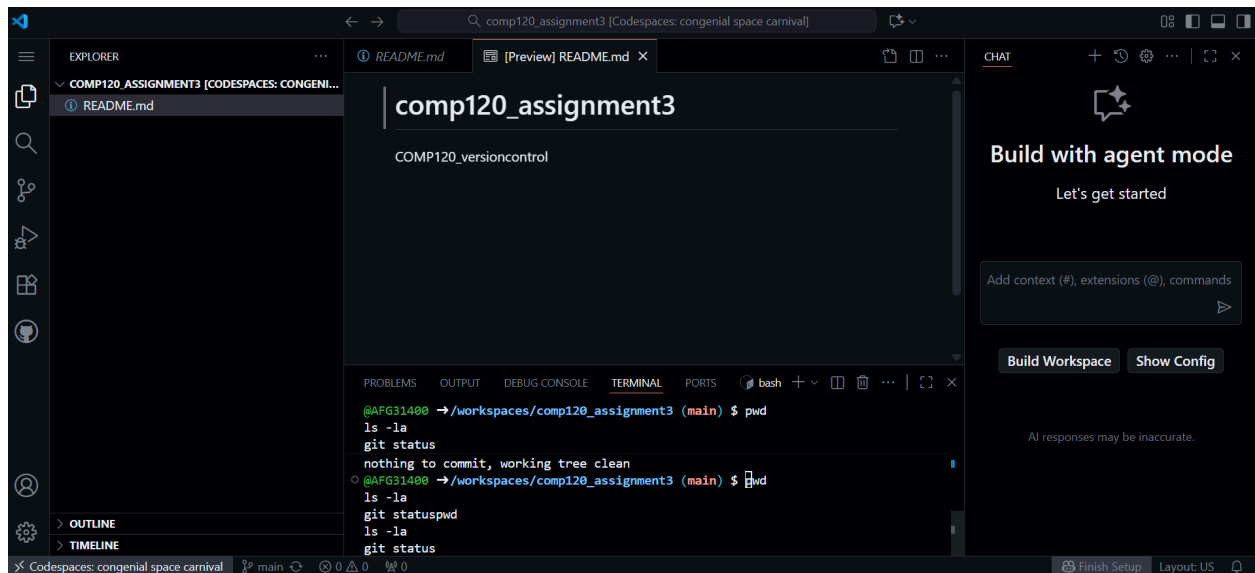 comp120_assignment3 [Codespaces: congenial space carnival]
EXPLORER
COMP120_ASSIGNMENT3 [CODESPACES: CONGENI...
README.md
OUTLINE
TIMELINE
README.md
[Preview] README.md
comp120_assignment3
COMP120_versioncontrol
PROBLEMS OUTPUT DEBUG CONSOLE TERMINAL PORTS bash
@AFG31400 ➜/workspaces/comp120_assignment3 (main) $ pwd
ls -la
git status
nothing to commit, working tree clean
@AFG31400 ➜/workspaces/comp120_assignment3 (main) $ pwd
ls -la
git statuspwd
ls -la
git status
CHAT
Build with agent mode
Let's get started
Add context (#), extensions (@), commands
Build Workspace Show Config
AI responses may be inaccurate.
Codespaces: congenial space carnival main 0 0 0 Finish Setup Layout: US